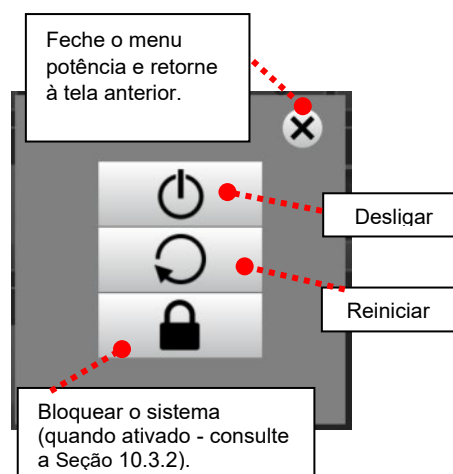 Feche o menu
potência e retorne
à tela anterior.
Desligar
Reiniciar
Bloquear o sistema
(quando ativado - consulte
a Seção 10.3.2).